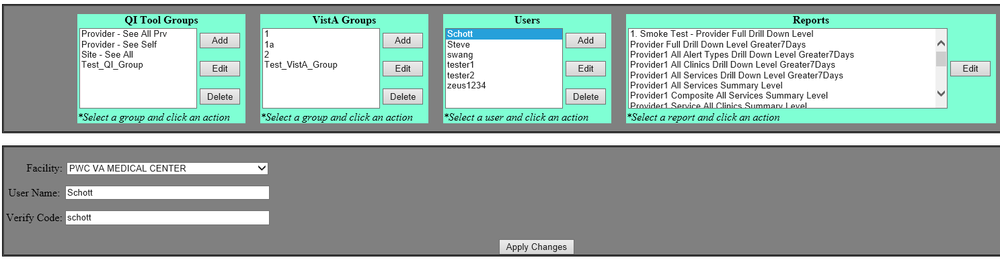 QI Tool Groups
Provider - See All Prv
Provider - See Self
Site - See All
Test_QI_Group
Add
Edit
Delete
*Select a group and click an action
VistA Groups
1
1a
2
Test_VistA_Group
Add
Edit
Delete
*Select a group and click an action
Users
Schott
Steve
swang
tester1
tester2
zeus1234
Add
Edit
Delete
*Select a user and click an action
Reports
1. Smoke Test - Provider Full Drill Down Level
Provider Full Drill Down Level Greater7Days
Provider1 All Alert Types Drill Down Level Greater7Days
Provider1 All Clinics Drill Down Level Greater7Days
Provider1 All Services Drill Down Level Greater7Days
Provider1 All Services Summary Level
Provider1 Composite All Services Summary Level
Provider1 Service All Clinics Summary Level
Edit
*Select a report and click an action
Facility: PWC VA MEDICAL CENTER
User Name: Schott
Verify Code: schott
Apply Changes